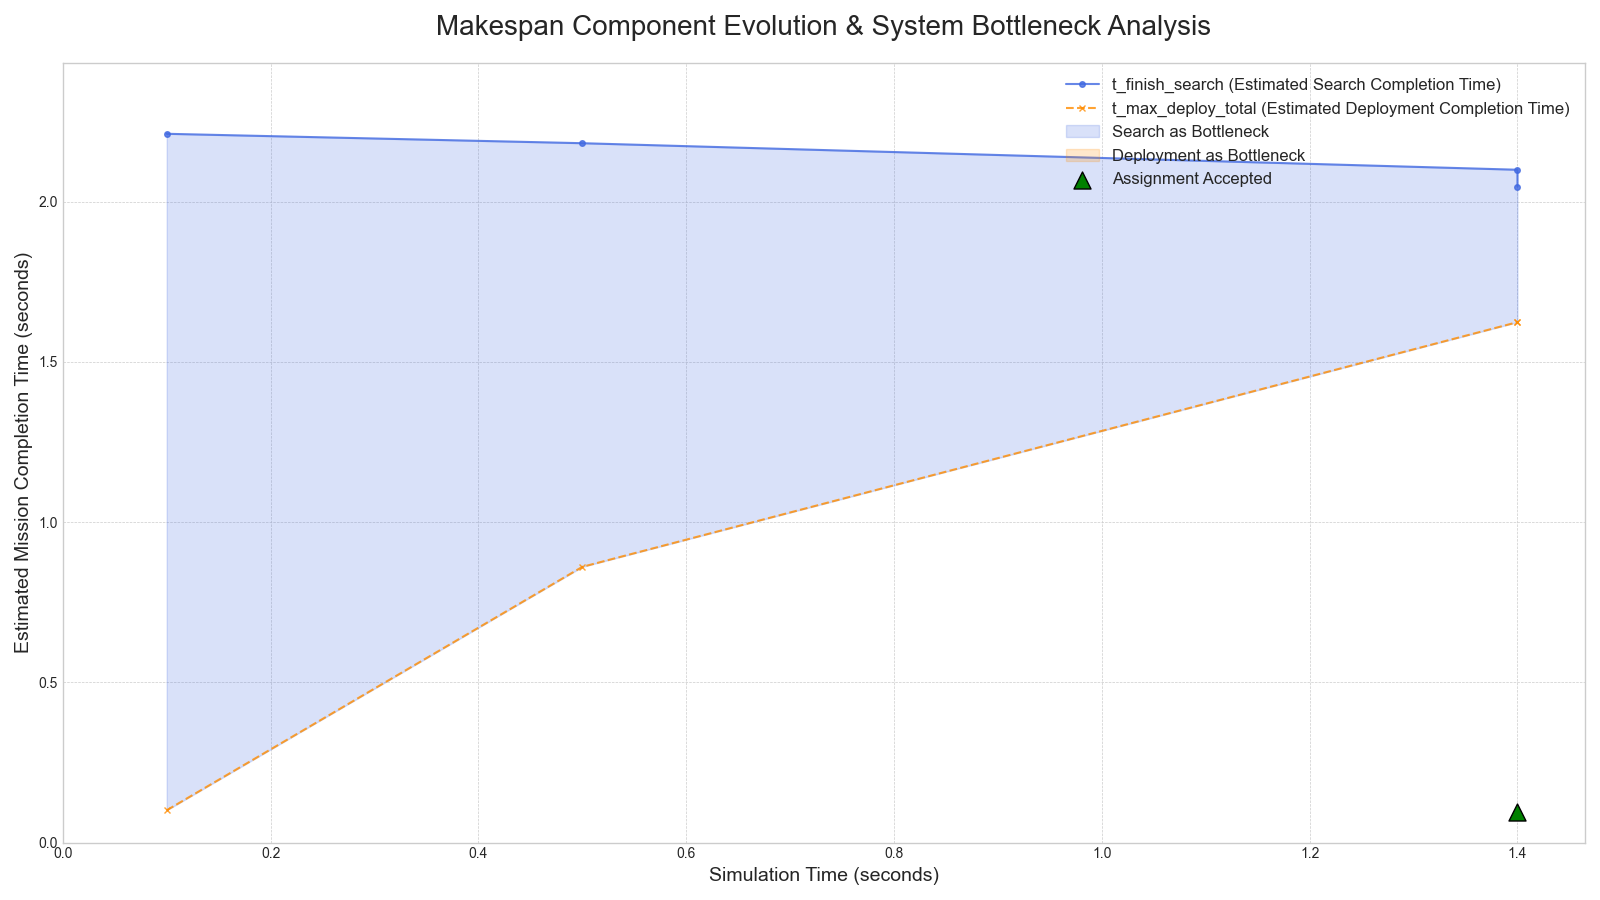 Makespan Component Evolution & System Bottleneck Analysis
t_finish_search (Estimated Search Completion Time)
t_max_deploy_total (Estimated Deployment Completion Time)
Search as Bottleneck
Deployment as Bottleneck
Assignment Accepted
Estimated Mission Completion Time (seconds)
2.0
1.5
1.0
0.5
0.0
0.0 0.2 0.4 0.6 0.8 1.0 1.2 1.4
Simulation Time (seconds)